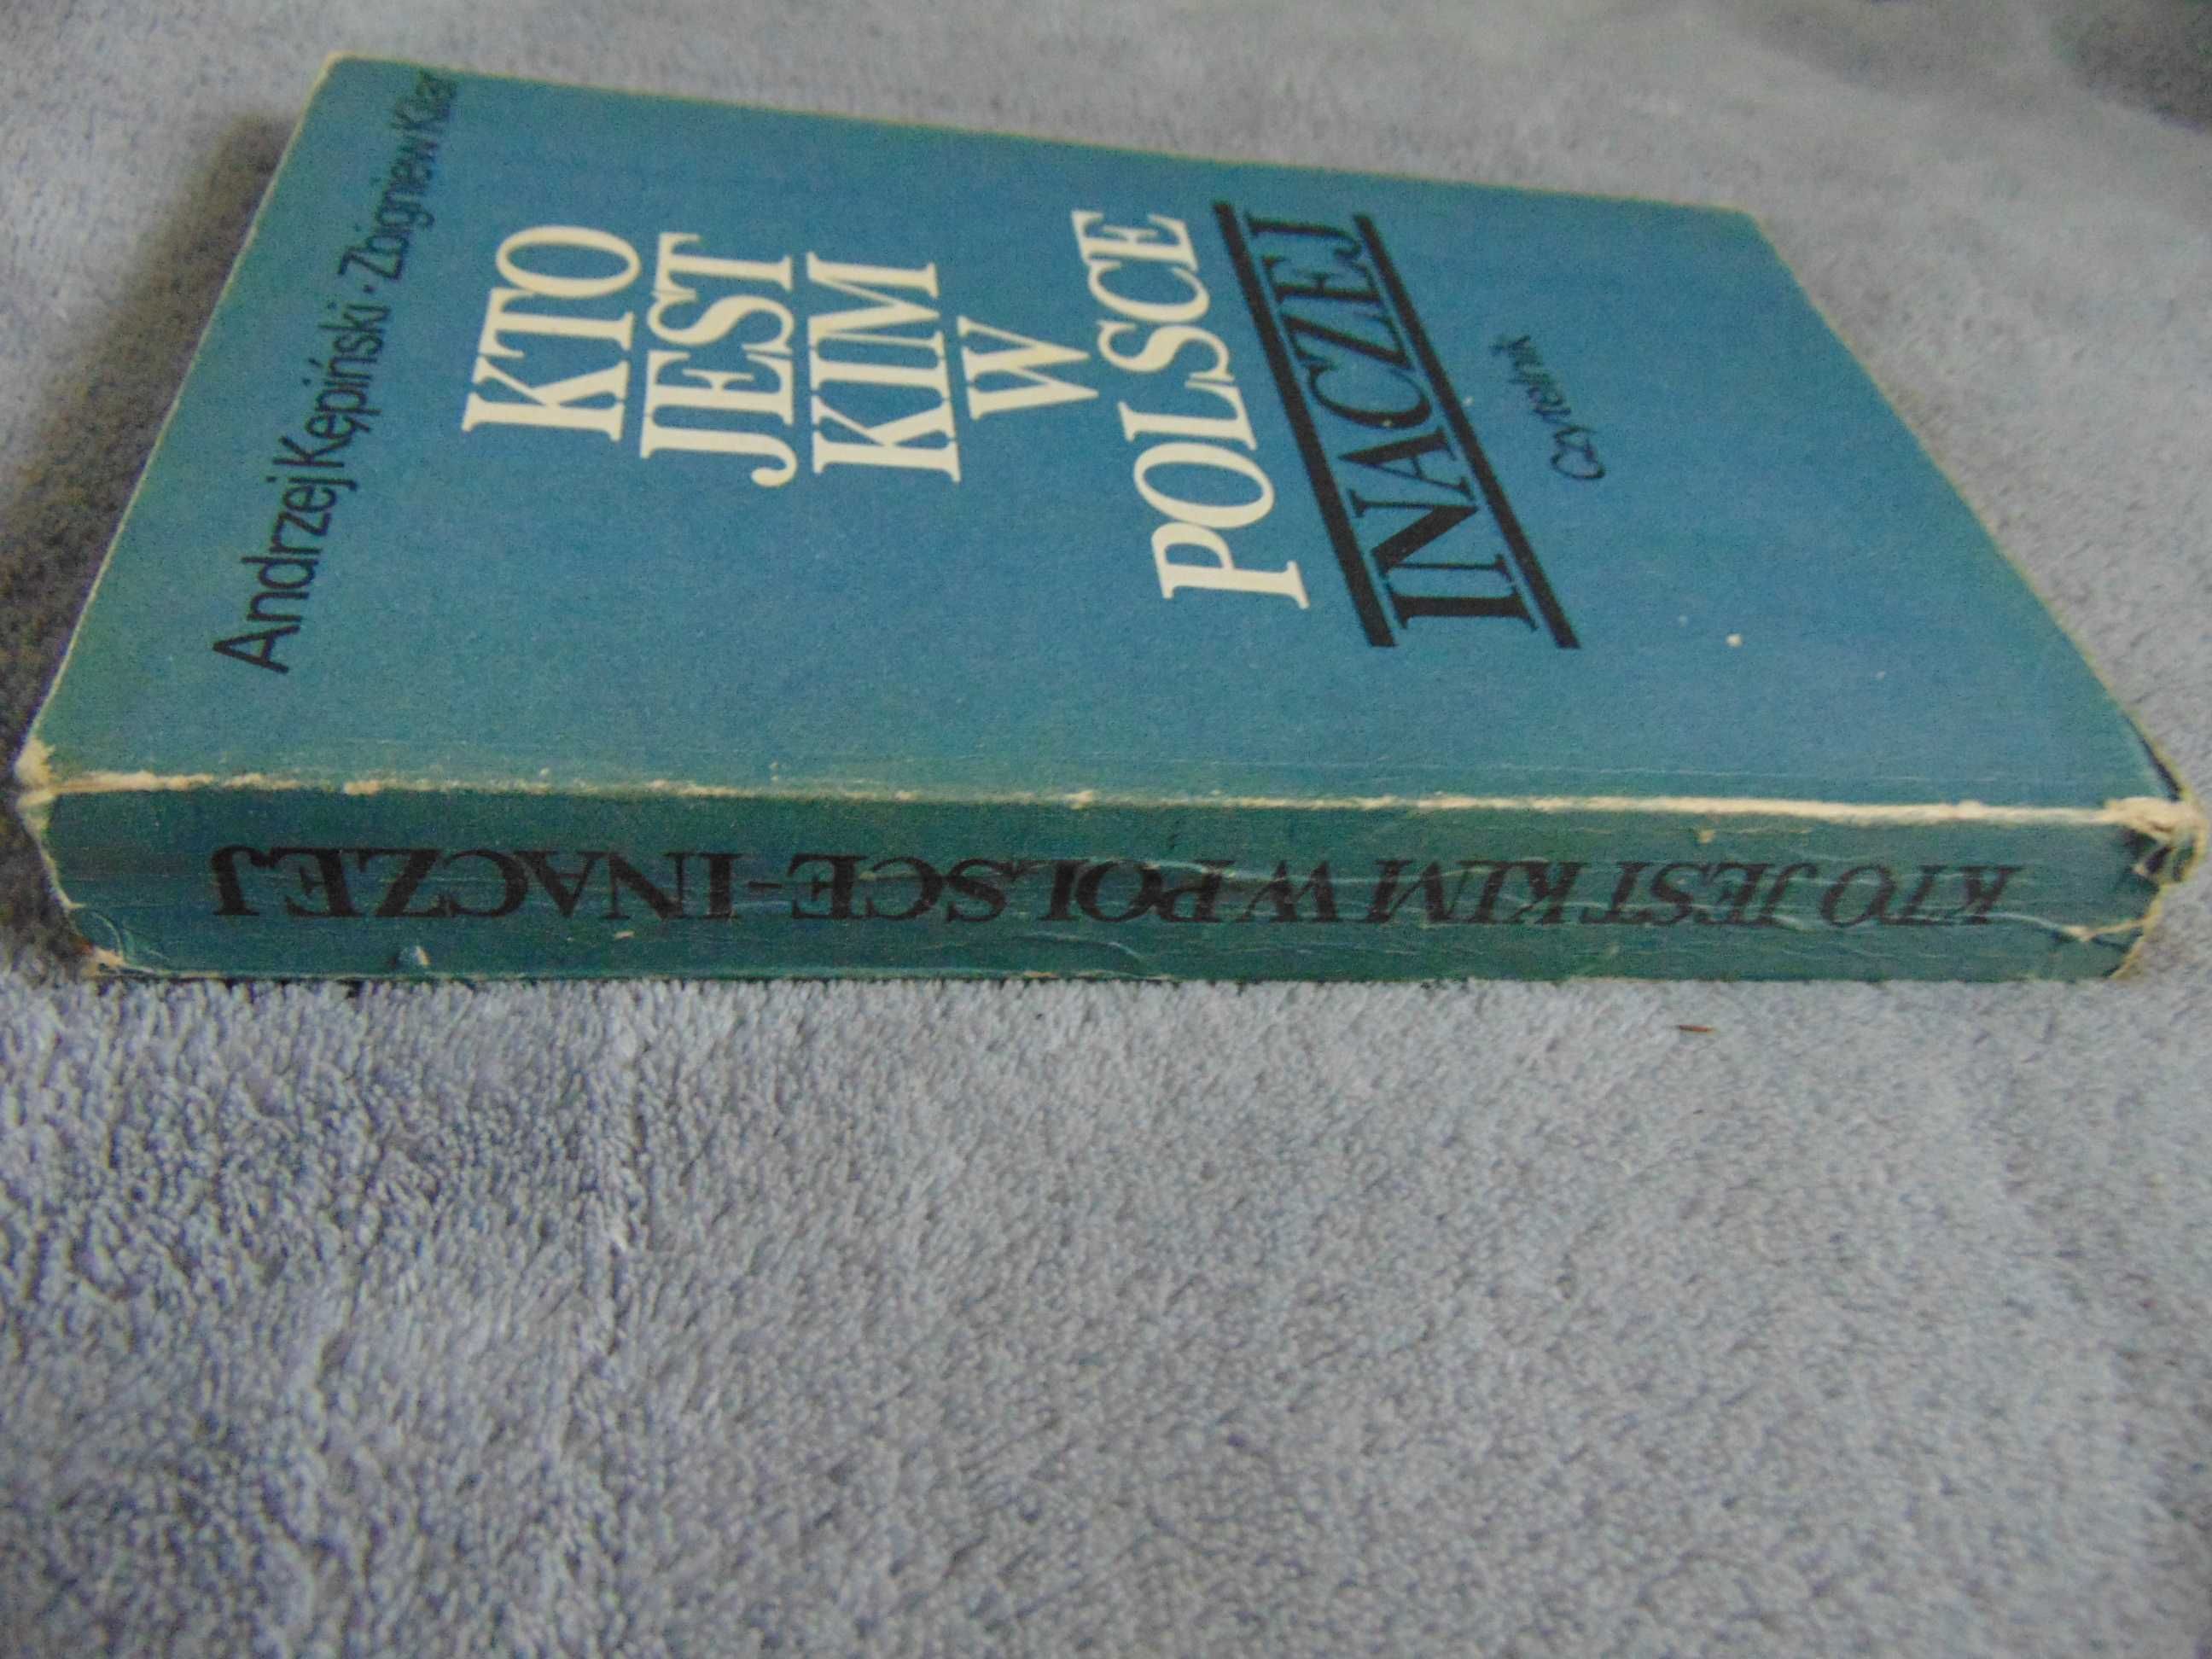 Andrzej Kępiński · Zbigniew Kilar
KTO
JEST
KIM
W
POLSCE
INACZEJ
Czytelnik
KTO JEST KIM W POLSCE - INACZEJ